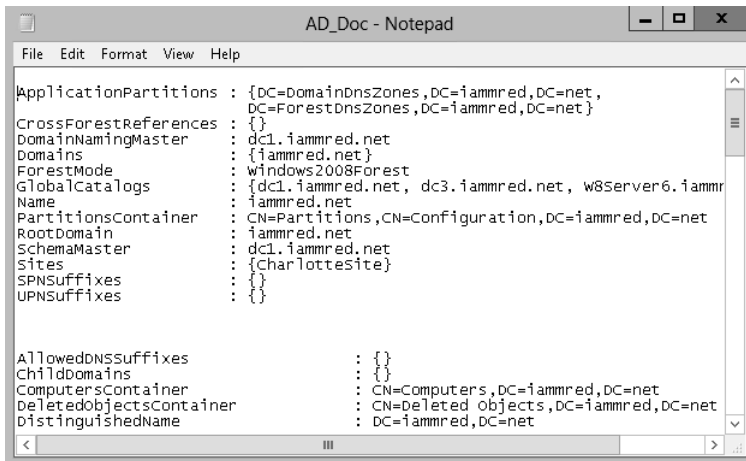 AD_Doc - Notepad
File Edit Format View Help
ApplicationPartitions : {DC=DomainDnsZones,DC=iammred,DC=net,
DC=ForestDnsZones,DC=iammred,DC=net}
CrossForestReferences : {}
DomainNamingMaster : dc1.iammred.net
Domains : {iammred.net}
ForestMode : Windows2008Forest
GlobalCatalogs : {dc1.iammred.net, dc3.iammred.net, W8Server6.iammr
Name : iammred.net
PartitionsContainer : CN=Partitions,CN=Configuration,DC=iammred,DC=net
RootDomain : iammred.net
SchemaMaster : dc1.iammred.net
Sites : {CharlotteSite}
SPNSuffixes : {}
UPNSuffixes : {}
AllowedDNSSuffixes : {}
ChildDomains : {}
ComputersContainer : CN=Computers,DC=iammred,DC=net
DeletedObjectsContainer : CN=Deleted Objects,DC=iammred,DC=net
DistinguishedName : DC=iammred,DC=net